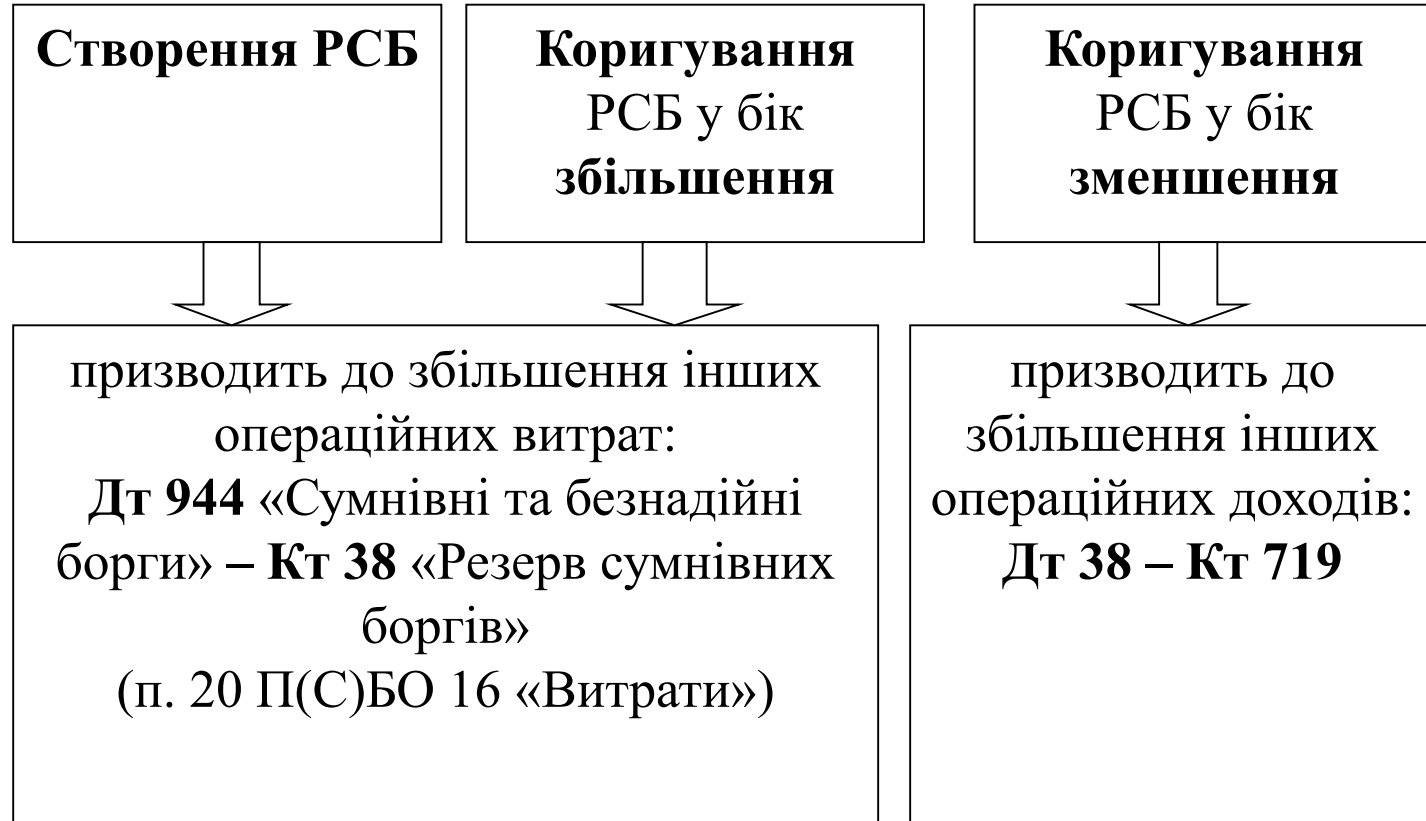 Створення РСБ
Коригування
РСБ у бік
збільшення
Коригування
РСБ у бік
зменшення
призводить до збільшення інших
операційних витрат:
Дт 944 «Сумнівні та безнадійні
борги» – Кт 38 «Резерв сумнівних
боргів»
(п. 20 П(С)БО 16 «Витрати»)
призводить до
збільшення інших
операційних доходів:
Дт 38 – Кт 719